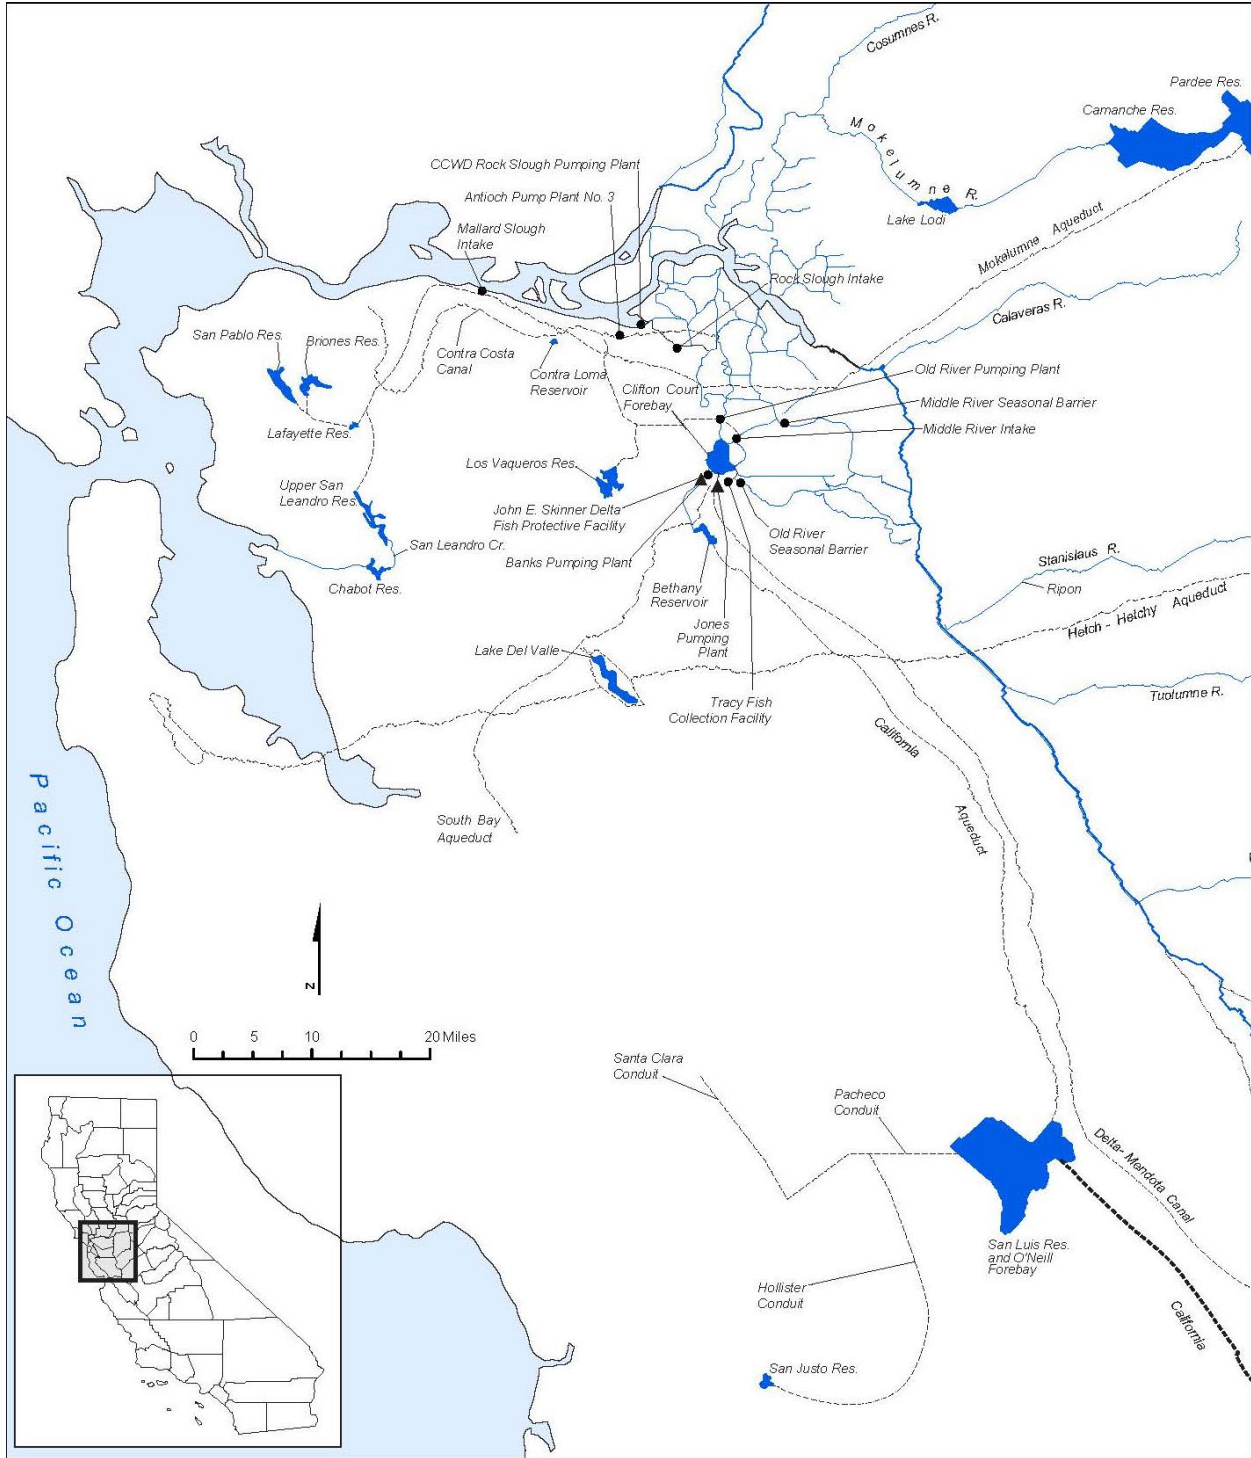 Cosumnes R.
Pardee Res.
Camanche Res.
Mokelumne R.
CCWD Rock Slough Pumping Plant
Antioch Pump Plant No. 3
Lake Lodi
Mallard Slough
Intake
Mokelumne Aqueduct
Rock Slough Intake
Calaveras R.
San Pablo Res.
Briones Res.
Contra Costa
Canal
Contra Loma
Reservoir
Old River Pumping Plant
Clifton Court
Forebay
Middle River Seasonal Barrier
Lafayette Res.
Middle River Intake
Los Vaqueros Res.
Upper San
Leandro Res.
John E. Skinner Delta
Fish Protective Facility
Old River
Seasonal Barrier
San Leandro Cr.
Banks Pumping Plant
Stanislaus R.
Chabot Res.
Bethany
Reservoir
Ripon
Hetch - Hetchy Aqueduct
Jones
Pumping
Plant
Lake Del Valle
Tuolumne R.
Tracy Fish
Collection Facility
California
Aqueduct
Pacific Ocean
South Bay
Aqueduct
N
0 5 10 20 Miles
Santa Clara
Conduit
Pacheco
Conduit
Delta-Mendota Canal
San Luis Res.
and O'Neill
Forebay
Hollister
Conduit
California
San Justo Res.